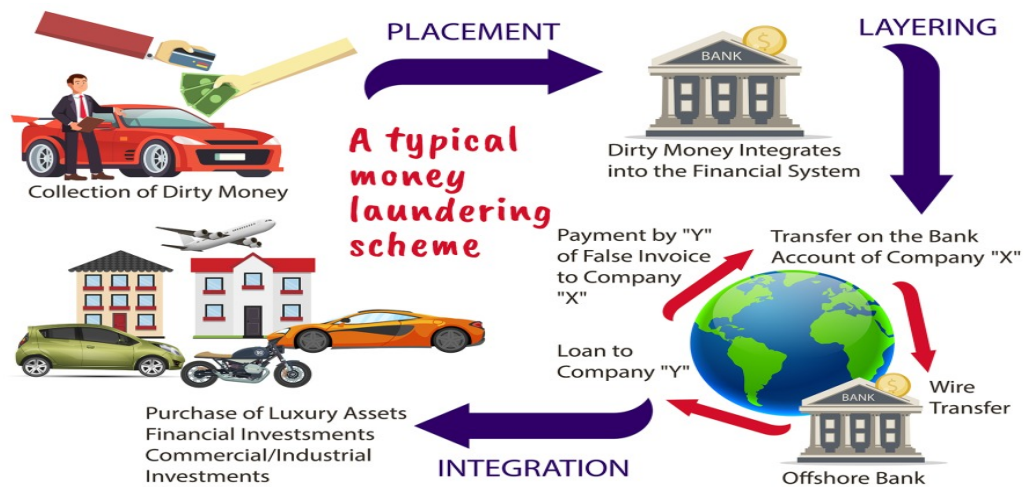 PLACEMENT
LAYERING
BANK
Collection of Dirty Money
A typical
money
laundering
scheme
Dirty Money Integrates
into the Financial System
Payment by "Y"
of False Invoice
to Company
"X"
Transfer on the Bank
Account of Company "X"
Loan to
Company "Y"
Wire
Transfer
BANK
Offshore Bank
INTEGRATION
Purchase of Luxury Assets
Financial Investsments
Commercial/Industrial
Investments